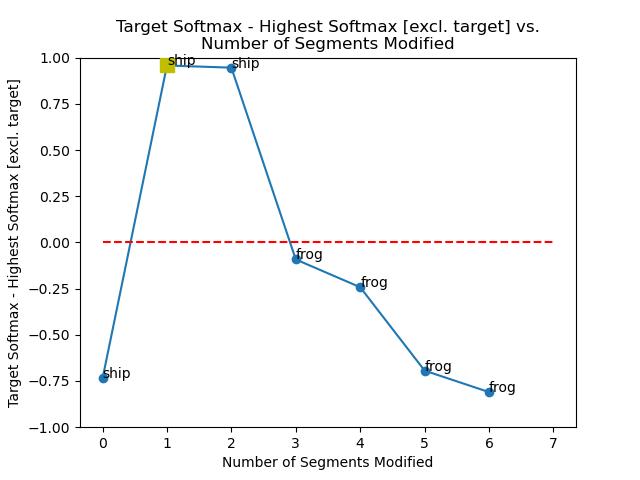 Target Softmax - Highest Softmax [excl. target] vs.
Number of Segments Modified
Target Softmax - Highest Softmax [excl. target]
1.00
0.75
0.50
0.25
0.00
−0.25
−0.50
−0.75
−1.00
ship
ship
ship
frog
frog
frog
frog
0 1 2 3 4 5 6 7
Number of Segments Modified